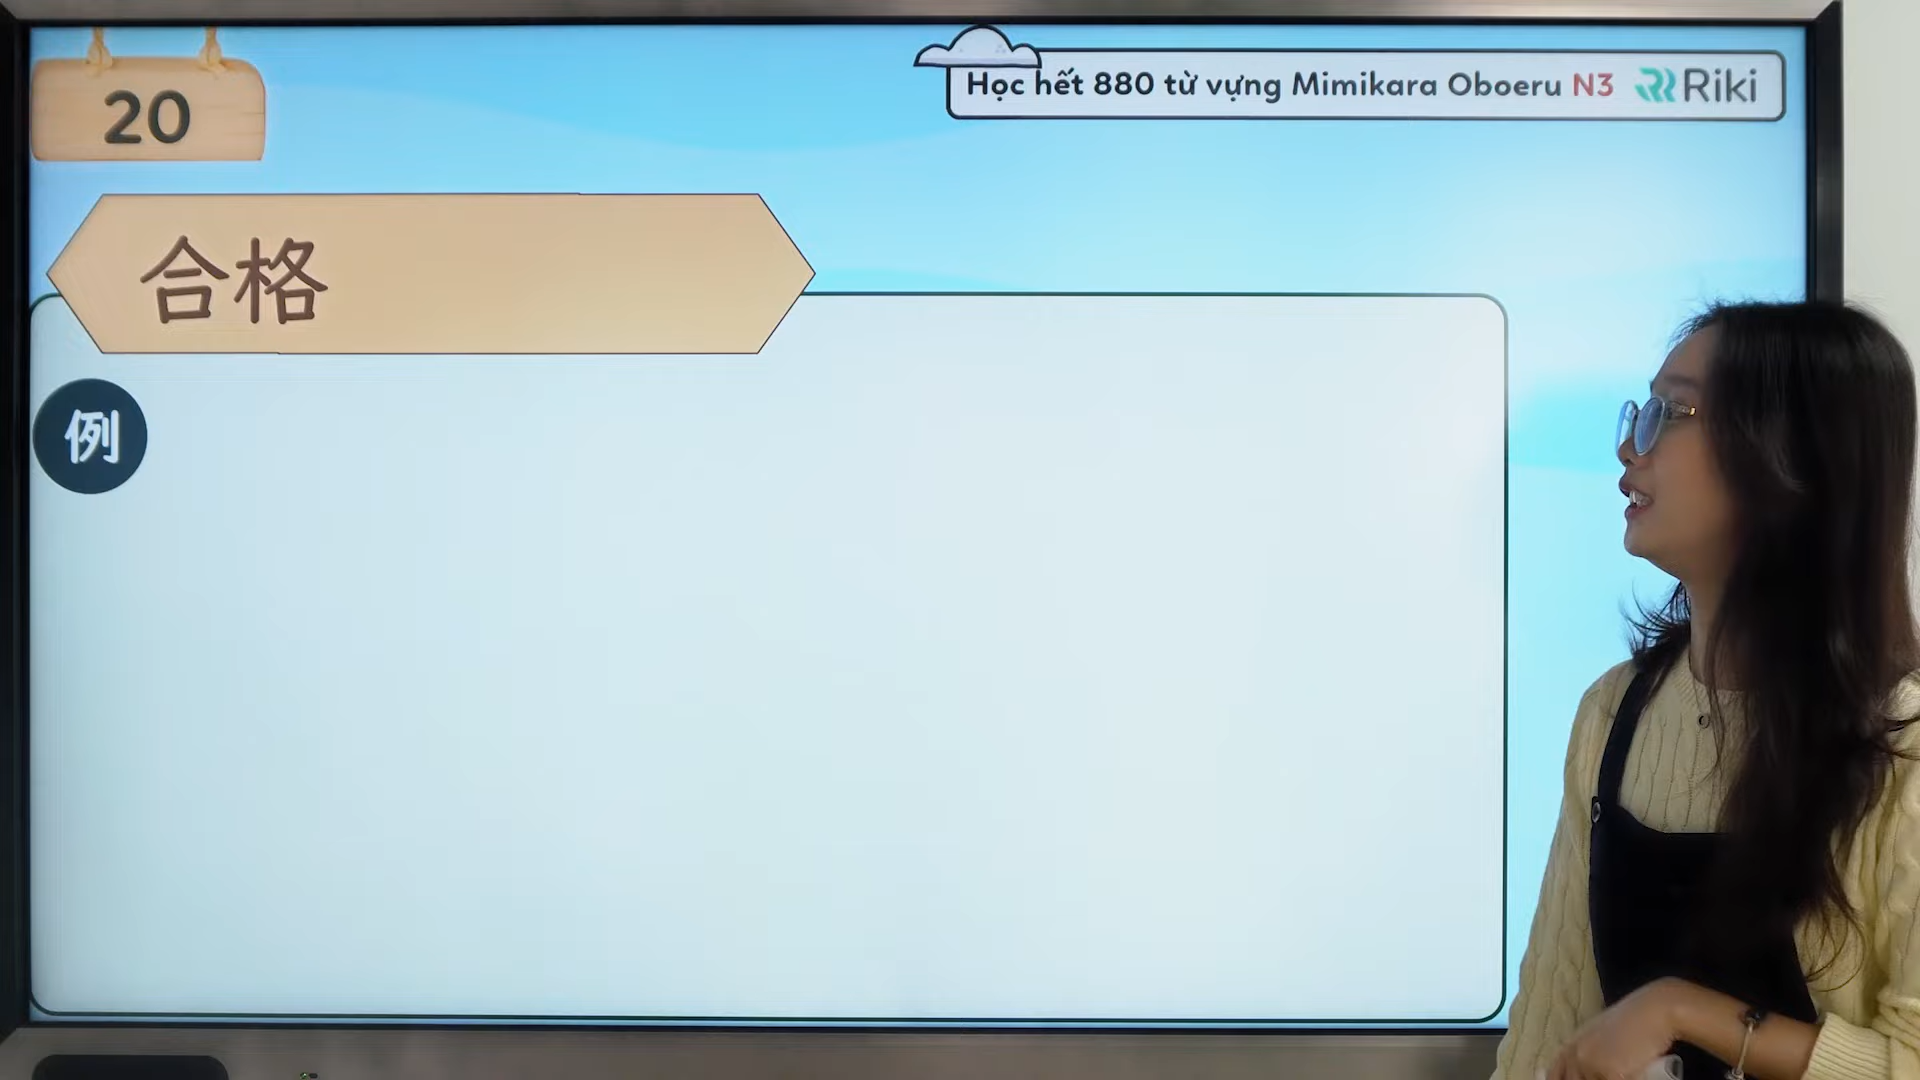 20
Học hết 880 từ vựng Mimikara Oboeru N3 Riki
合格
例